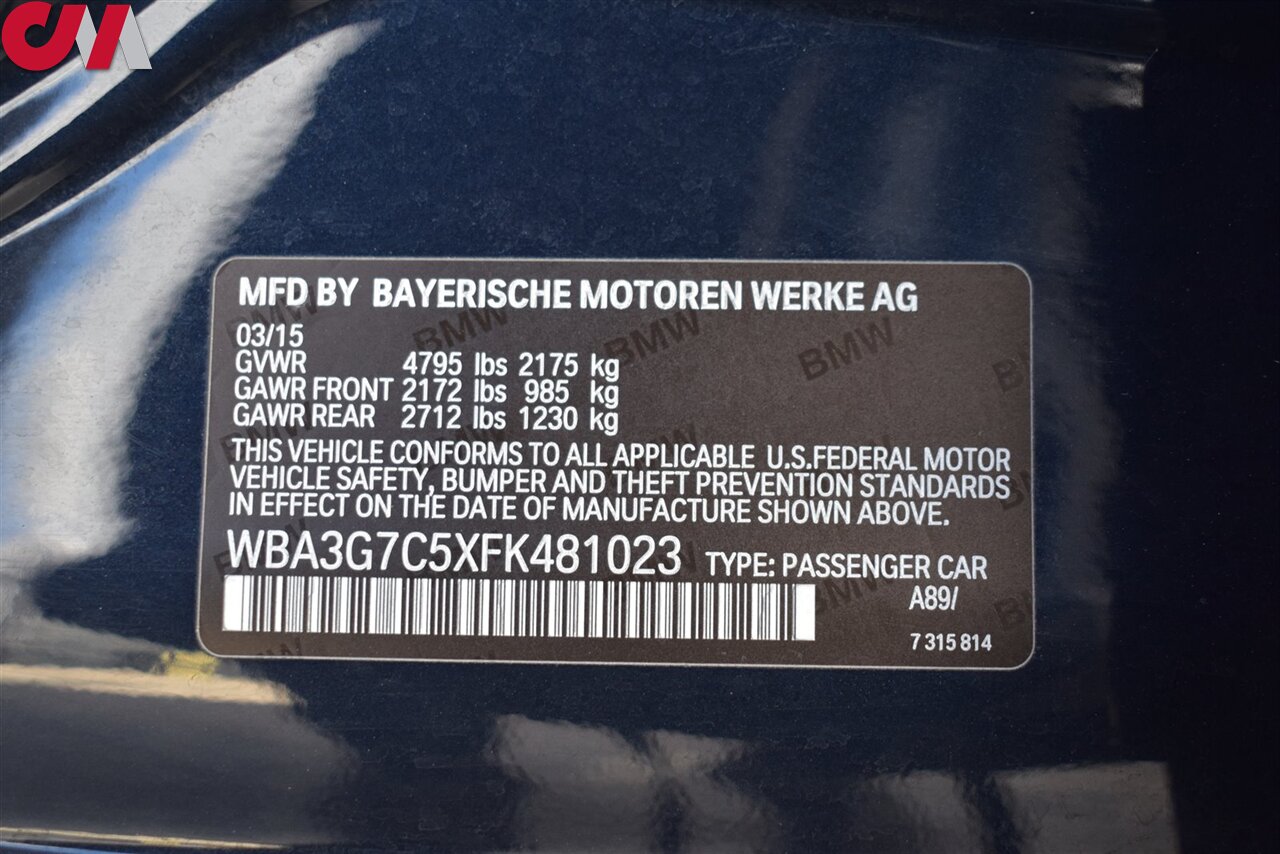 CM
MFD BY BAYERISCHE MOTOREN WERKE AG
03/15
GVWR 4795 lbs 2175 kg
GAWR FRONT 2172 lbs 985 kg
GAWR REAR 2712 lbs 1230 kg
THIS VEHICLE CONFORMS TO ALL APPLICABLE U.S.FEDERAL MOTOR
VEHICLE SAFETY, BUMPER AND THEFT PREVENTION STANDARDS
IN EFFECT ON THE DATE OF MANUFACTURE SHOWN ABOVE.
WBA3G7C5XFK481023 TYPE: PASSENGER CAR
A89/
7 315 814